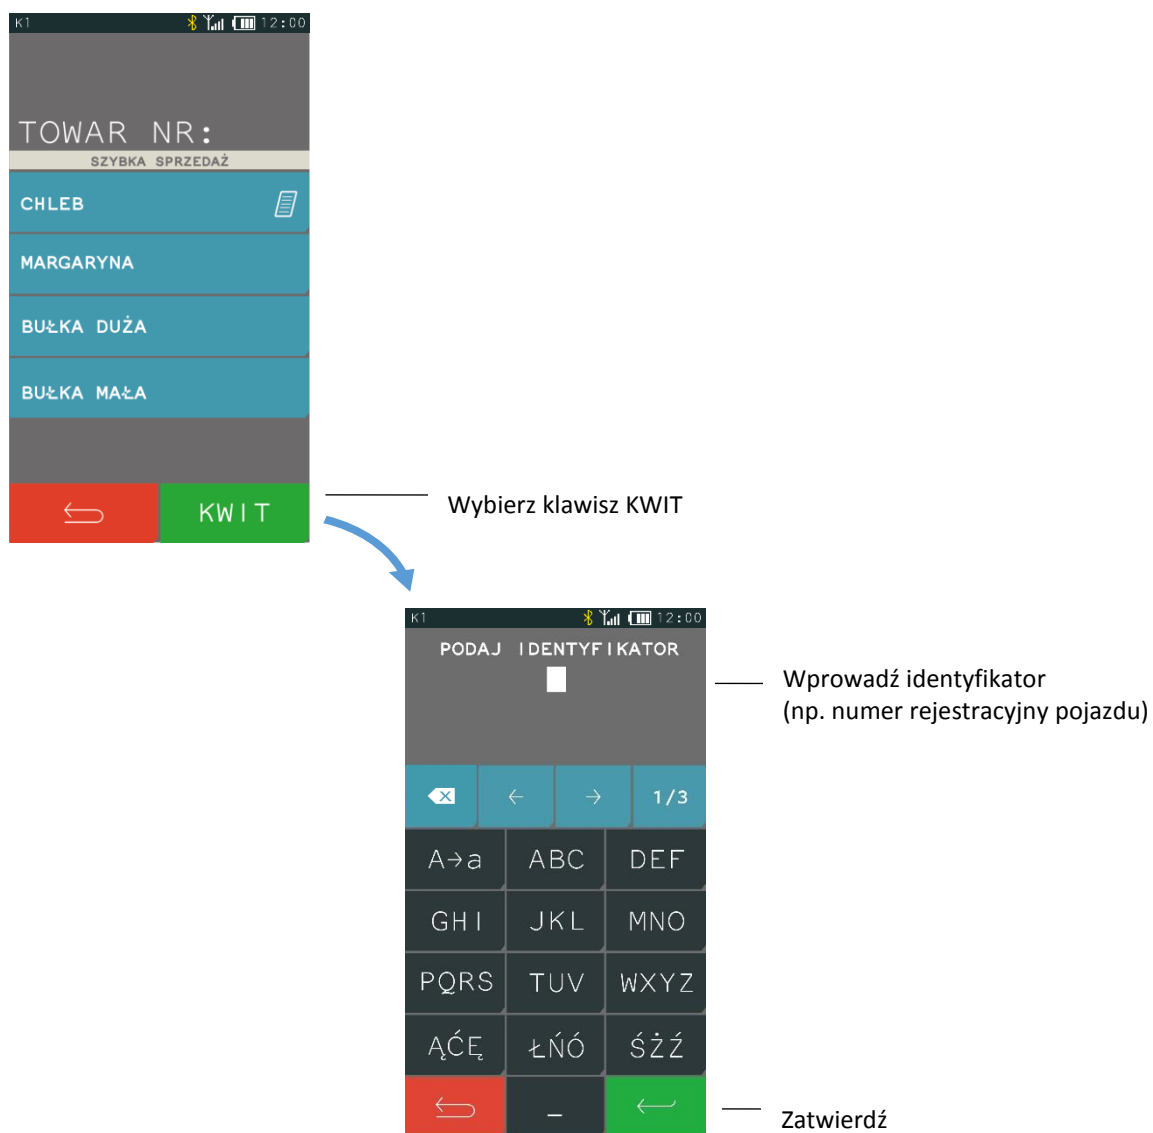 K1 12:00
TOWAR NR:
SZYBKA SPRZEDAŻ
CHLEB
MARGARYNA
BUŁKA DUŻA
BUŁKA MAŁA
KWIT
Wybierz klawisz KWIT
K1 12:00
PODAJ IDENTYFIKATOR
Wprowadź identyfikator
(np. numer rejestracyjny pojazdu)
← → 1/3
A→a ABC DEF
GHI JKL MNO
PQRS TUV WXYZ
ĄĆĘ ŁŃÓ ŚŻŹ
_
Zatwierdź